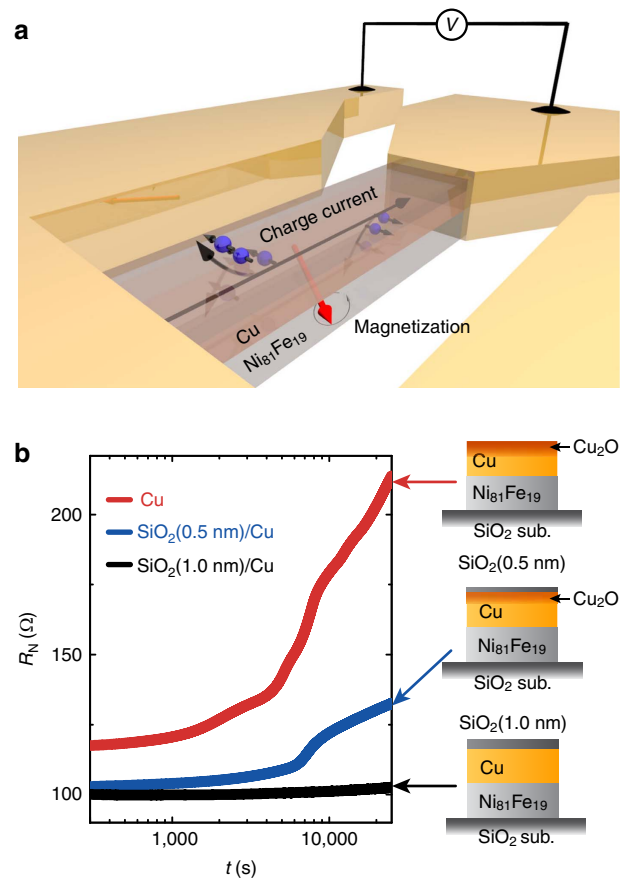 a
V
Charge current
Cu
Ni₈₁Fe₁₉
Magnetization
b
Cu
SiO₂(0.5 nm)/Cu
SiO₂(1.0 nm)/Cu
200
150
100
R_N (Ω)
1,000
10,000
t (s)
Cu₂O
Cu
Ni₈₁Fe₁₉
SiO₂ sub.
SiO₂(0.5 nm)
Cu₂O
Cu
Ni₈₁Fe₁₉
SiO₂ sub.
SiO₂(1.0 nm)
Cu
Ni₈₁Fe₁₉
SiO₂ sub.